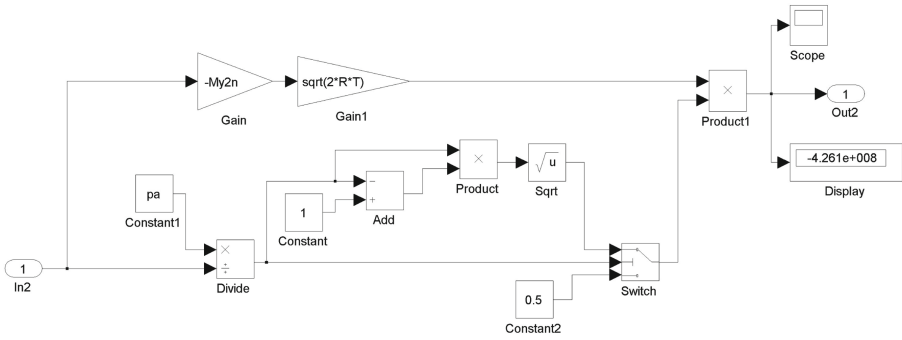 Scope
-My2n
sqrt(2*R*T)
×
1
Gain
Gain1
Product1
Out2
-4.261e+008
Display
×
√u
Product
Sqrt
pa
Constant1
−
+
Add
1
Constant
×
÷
Divide
1
In2
Switch
0.5
Constant2